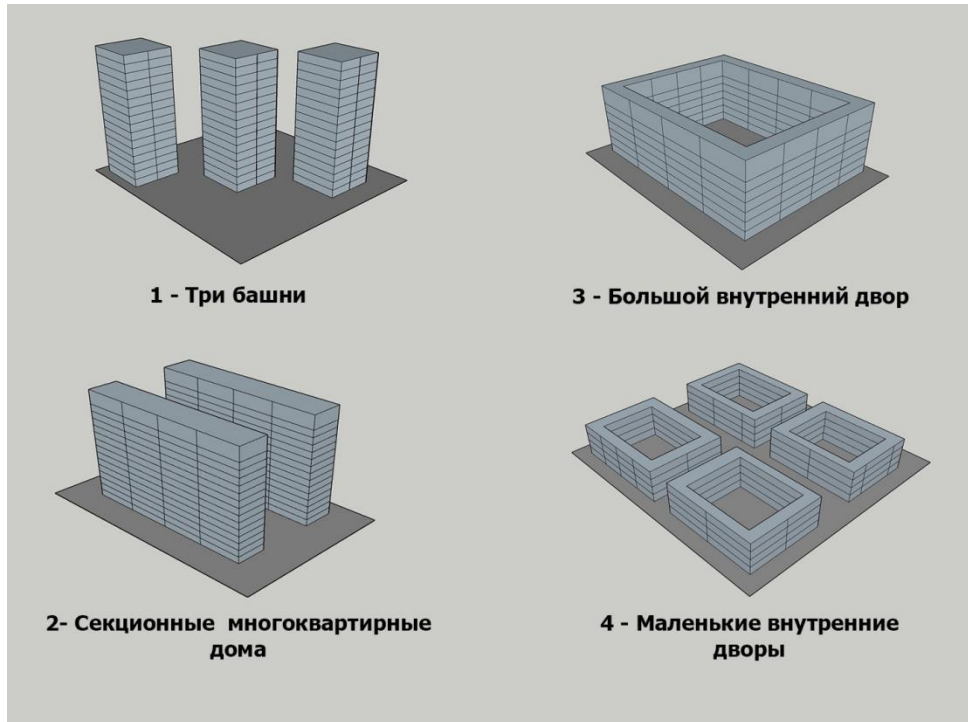 1 - Три башни
3 - Большой внутренний двор
2- Секционные многоквартирные
дома
4 - Маленькие внутренние
дворы